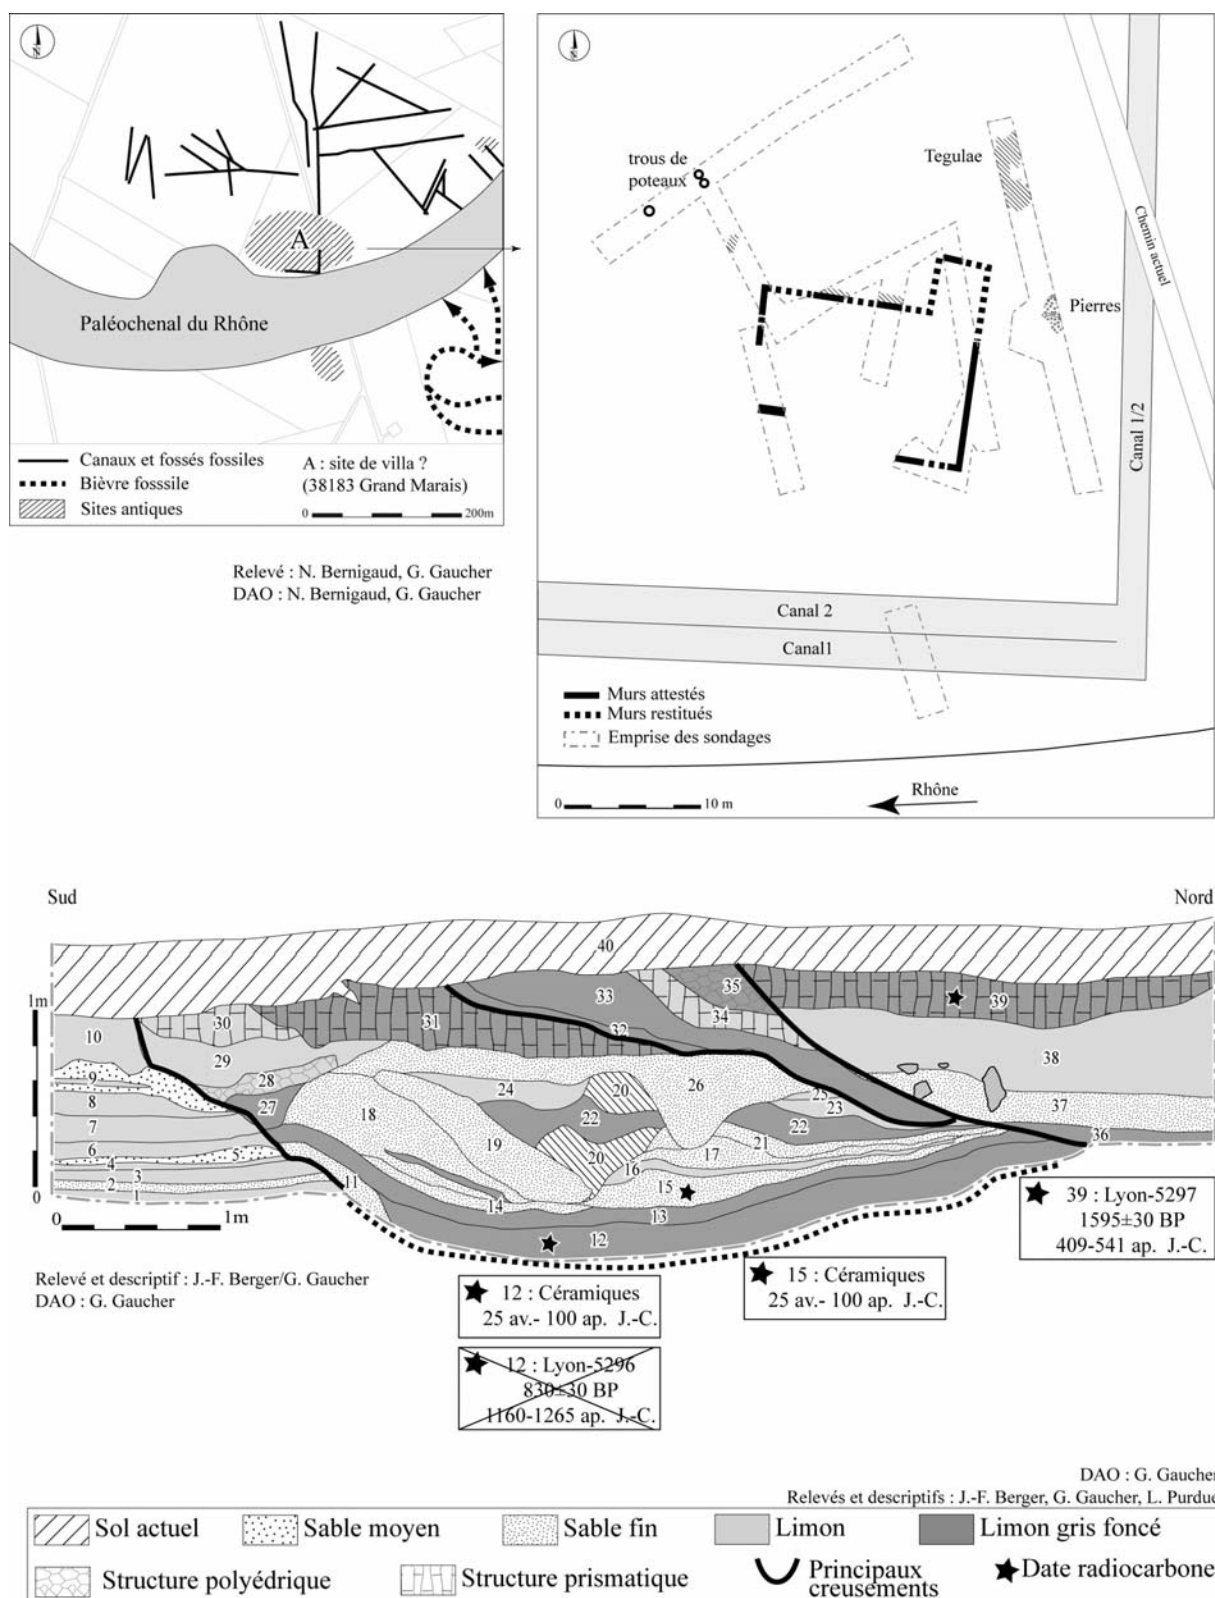 N
A
Paléochenal du Rhône
Canaux et fossés fossiles
Bièvre fosssile
Sites antiques
A : site de villa ?
(38183 Grand Marais)
0 200m
Relevé : N. Bernigaud, G. Gaucher
DAO : N. Bernigaud, G. Gaucher
N
trous de
poteaux
Tegulae
Pierres
Chemin actuel
Canal 1/2
Canal 2
Canal1
Murs attestés
Murs restitués
Emprise des sondages
0 10 m
Rhône
Sud
Nord
40
1m
10
30
31
33
35
39
32
34
29
38
9
28
24
20
26
25
8
27
18
22
23
37
7
19
22
36
6
5
20
17
21
4
16
3
11
15
2
14
13
1
12
0
0 1m
Relevé et descriptif : J.-F. Berger/G. Gaucher
DAO : G. Gaucher
12 : Céramiques
25 av.- 100 ap. J.-C.
12 : Lyon-5296
830±30 BP
1160-1265 ap. J.-C.
15 : Céramiques
25 av.- 100 ap. J.-C.
39 : Lyon-5297
1595±30 BP
409-541 ap. J.-C.
DAO : G. Gaucher
Relevés et descriptifs : J.-F. Berger, G. Gaucher, L. Purdue
Sol actuel
Sable moyen
Sable fin
Limon
Limon gris foncé
Structure polyédrique
Structure prismatique
Principaux
creusements
Date radiocarbone